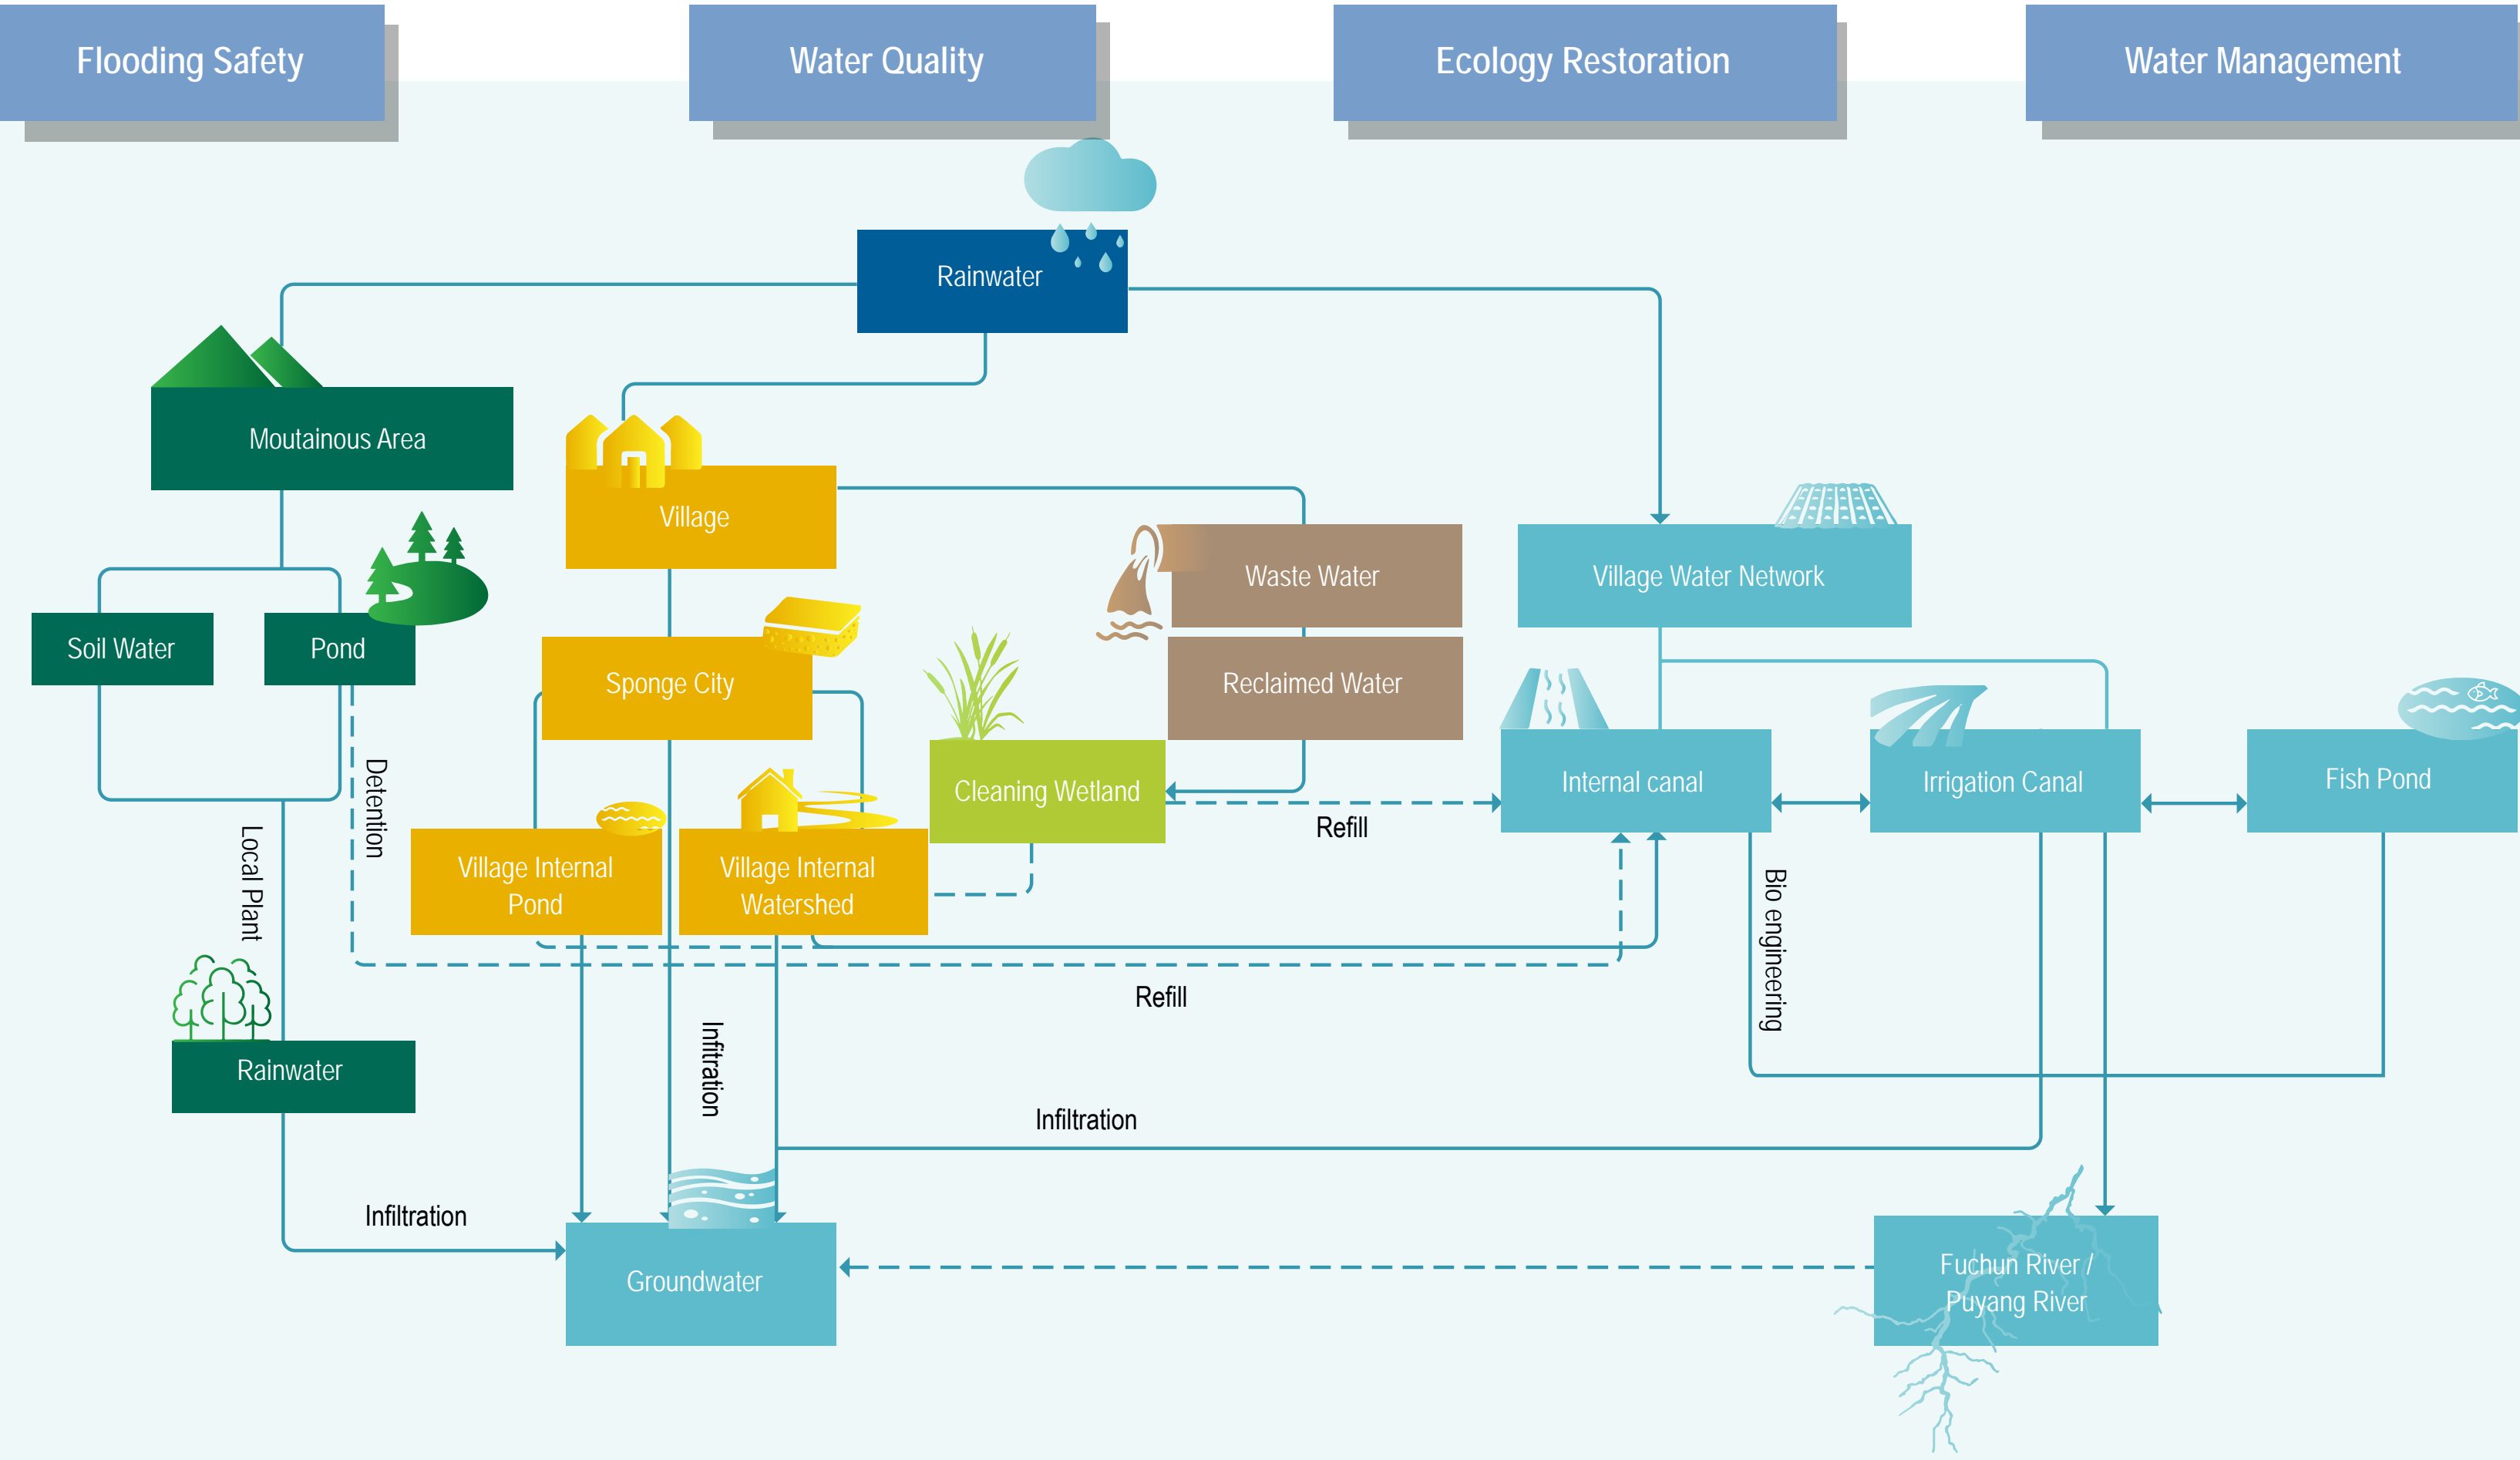 Flooding Safety
Water Quality
Ecology Restoration
Water Management
Rainwater
Moutainous Area
Village
Waste Water
Village Water Network
Soil Water
Pond
Sponge City
Reclaimed Water
Cleaning Wetland
Internal canal
Irrigation Canal
Fish Pond
Detention
Local Plant
Refill
Village Internal
Pond
Village Internal
Watershed
Bio engineering
Refill
Rainwater
Infitration
Infiltration
Infiltration
Groundwater
Fuchun River /
Puyang River